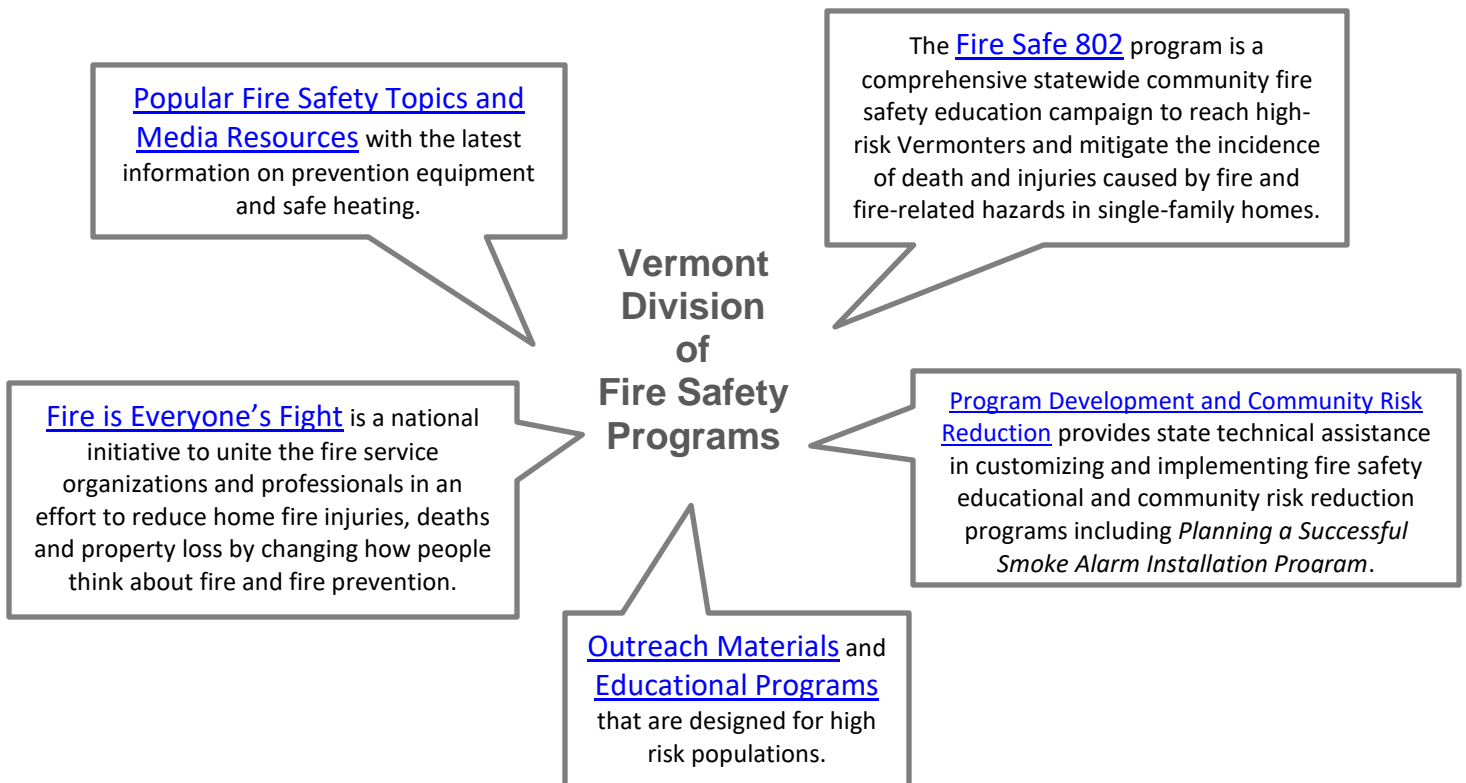 Popular Fire Safety Topics and
Media Resources with the latest
information on prevention equipment
and safe heating.
The Fire Safe 802 program is a
comprehensive statewide community fire
safety education campaign to reach high-
risk Vermonters and mitigate the incidence
of death and injuries caused by fire and
fire-related hazards in single-family homes.
Vermont
Division
of
Fire Safety
Programs
Fire is Everyone’s Fight is a national
initiative to unite the fire service
organizations and professionals in an
effort to reduce home fire injuries, deaths
and property loss by changing how people
think about fire and fire prevention.
Program Development and Community Risk
Reduction provides state technical assistance
in customizing and implementing fire safety
educational and community risk reduction
programs including Planning a Successful
Smoke Alarm Installation Program.
Outreach Materials and
Educational Programs
that are designed for high
risk populations.